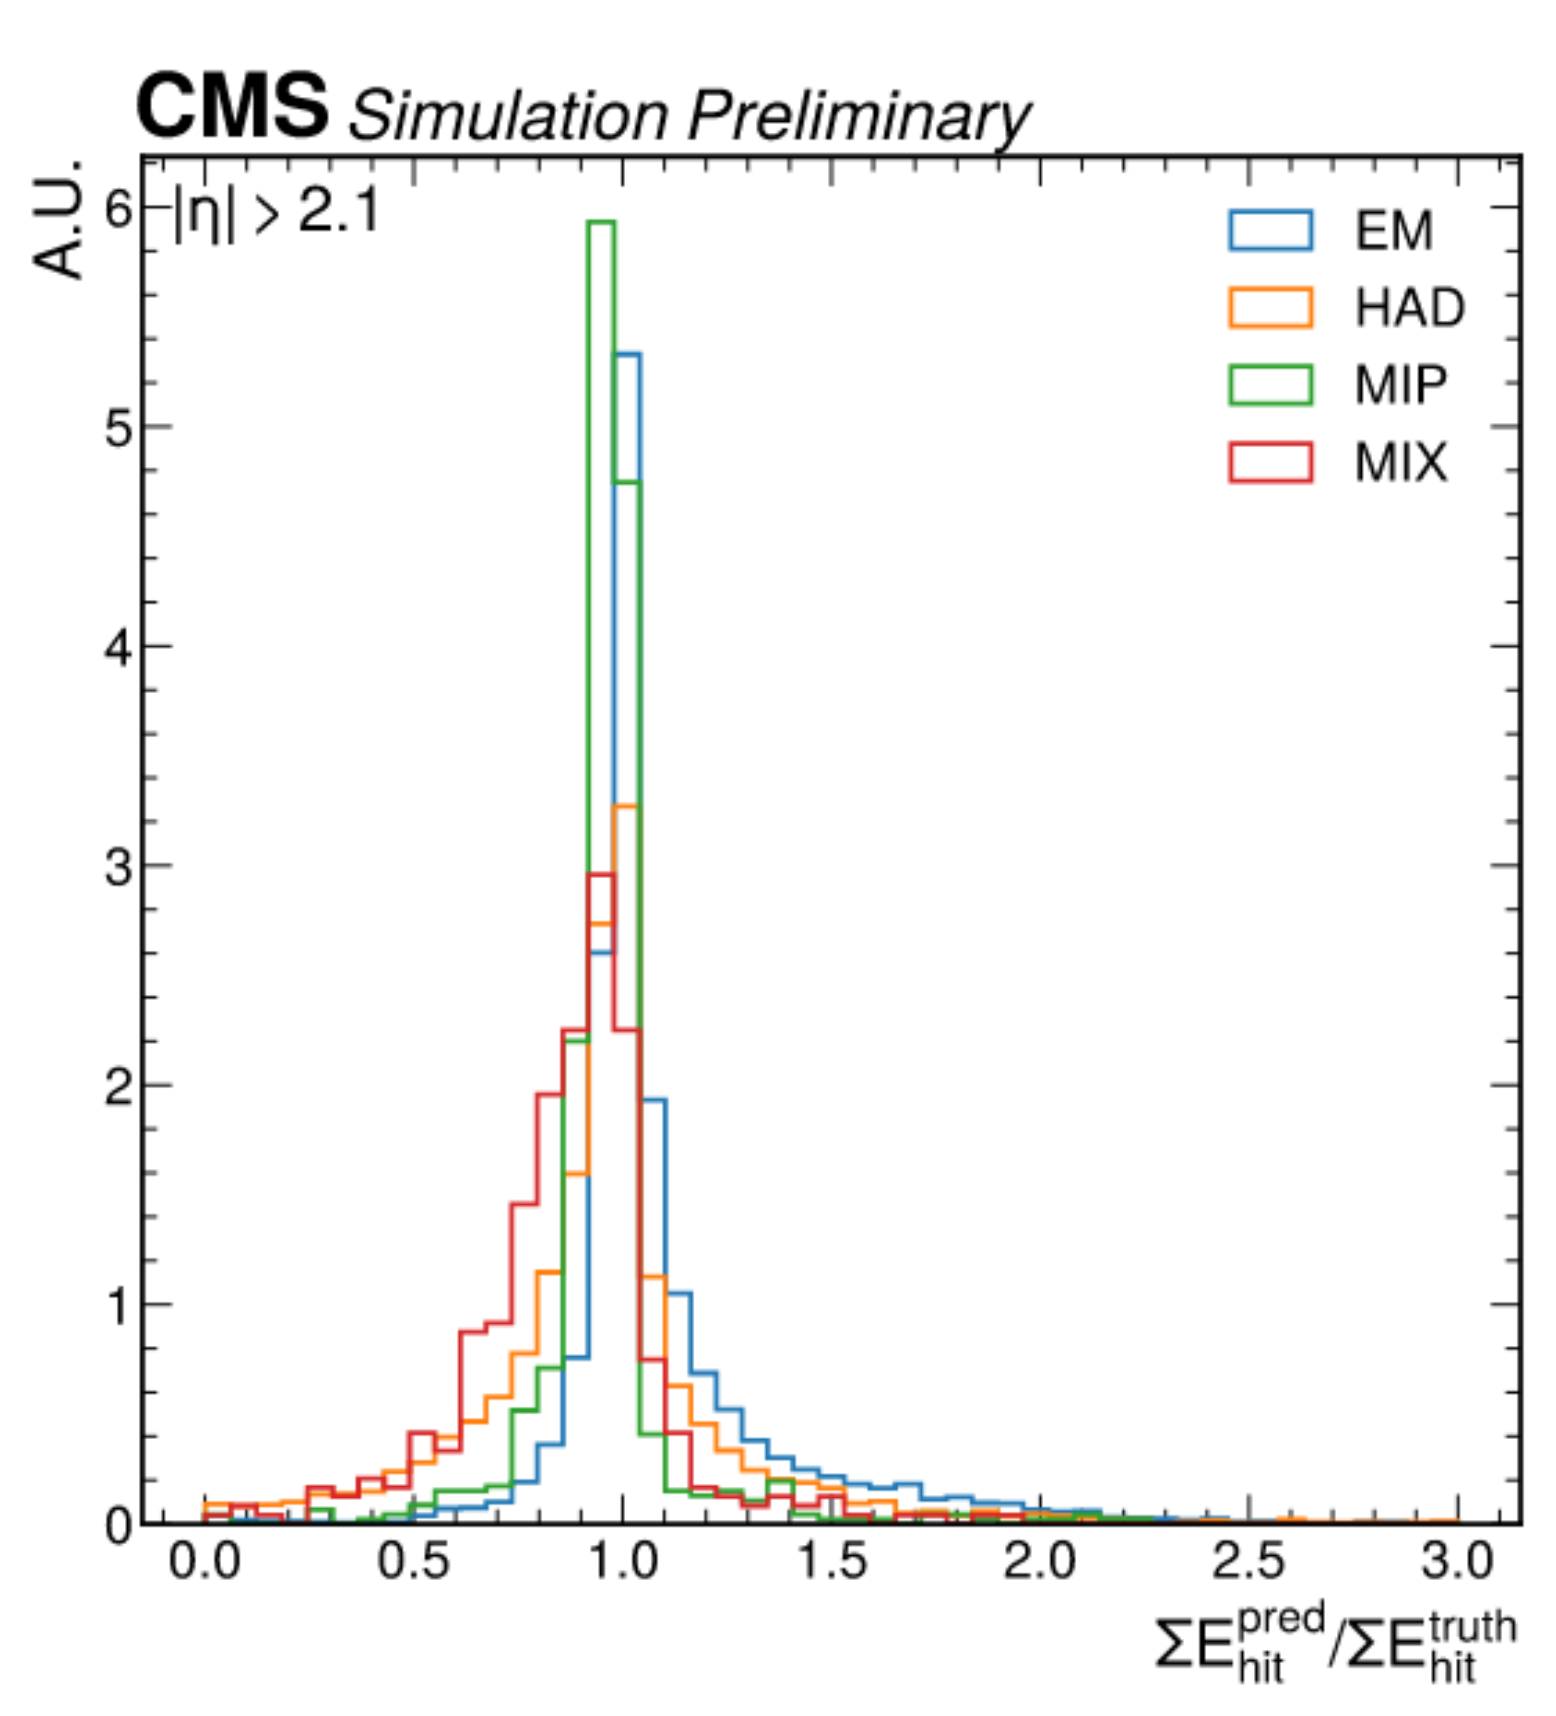 CMS Simulation Preliminary
A.U.
|η| > 2.1
EM
HAD
MIP
MIX
6
5
4
3
2
1
0
0.0 0.5 1.0 1.5 2.0 2.5 3.0
ΣE^pred_hit/ΣE^truth_hit